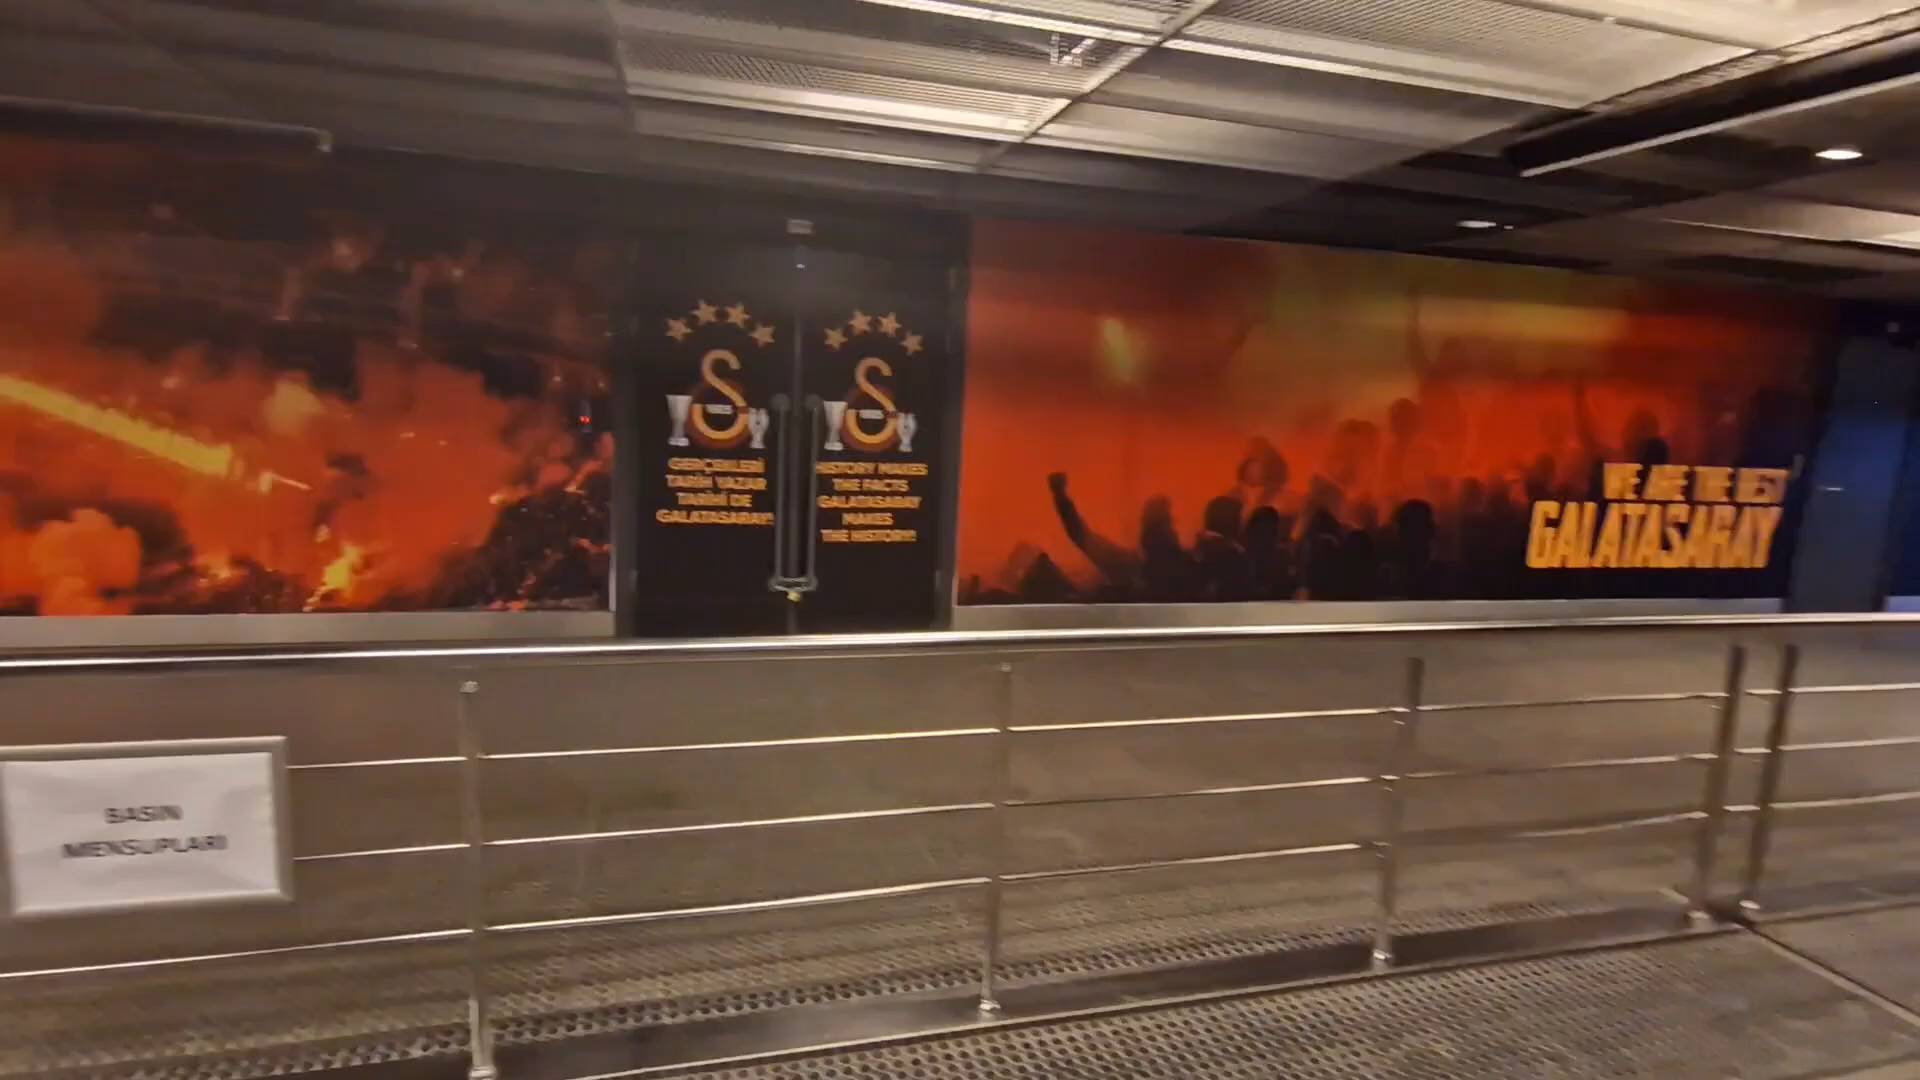 GERÇEKLERİ
TARİH YAZAR
TARİHİ DE
GALATASARAY!
HISTORY MAKES
THE FACTS
GALATASARAY
MAKES
THE HISTORY!
WE ARE THE BEST
GALATASARAY
BASIN
MENSUPLARI